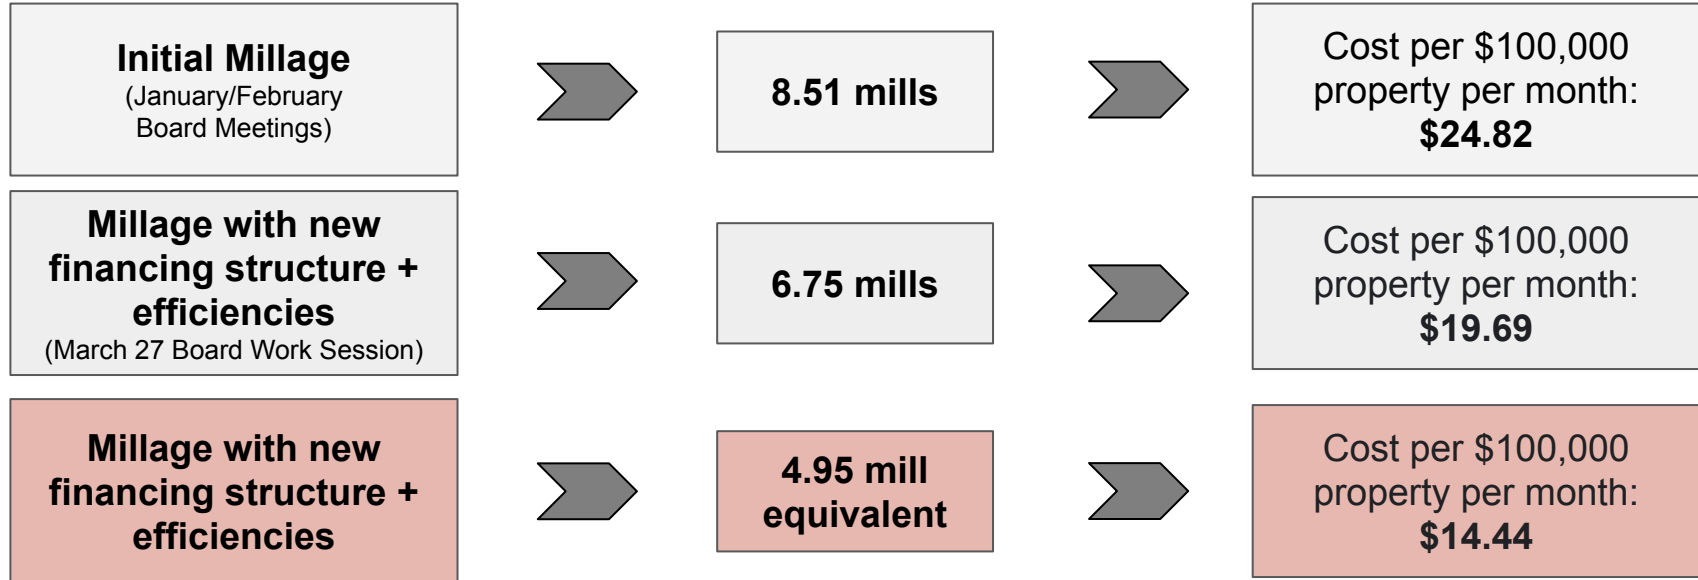 Initial Millage
(January/February
Board Meetings)
8.51 mills
Cost per $100,000
property per month:
$24.82
Millage with new
financing structure +
efficiencies
(March 27 Board Work Session)
6.75 mills
Cost per $100,000
property per month:
$19.69
Millage with new
financing structure +
efficiencies
4.95 mill
equivalent
Cost per $100,000
property per month:
$14.44